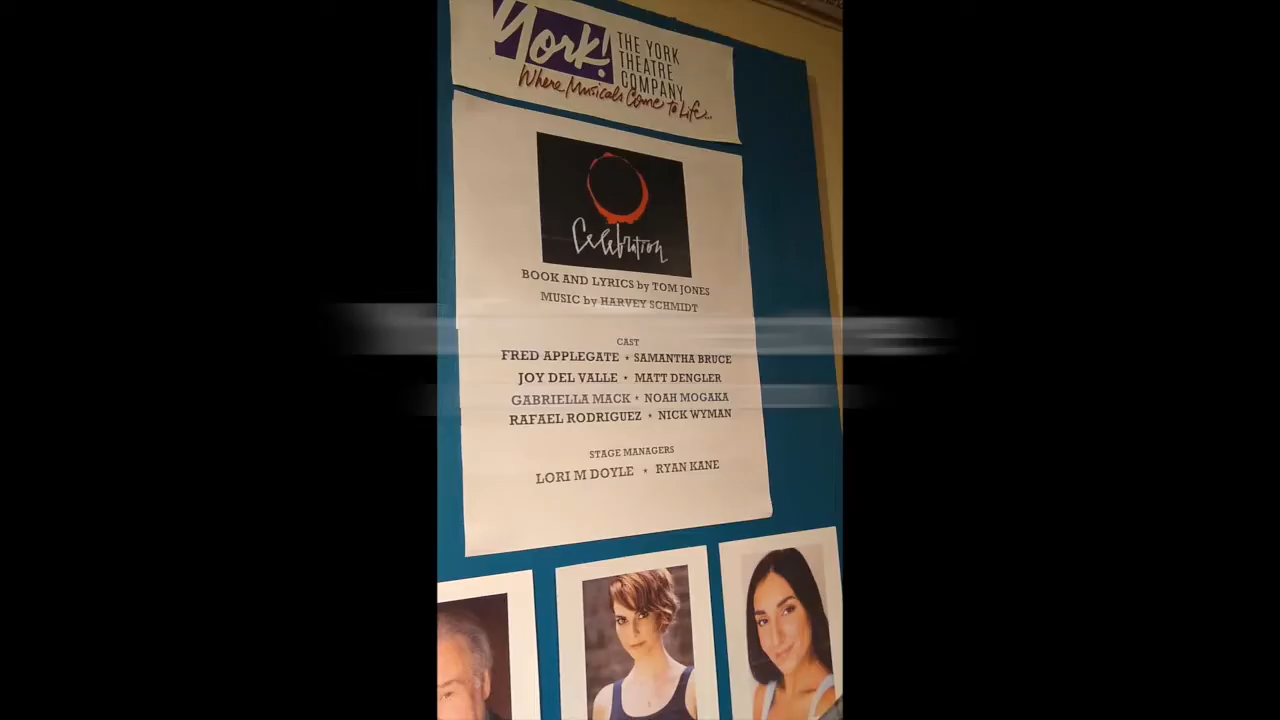 York!
THE YORK
THEATRE
COMPANY
Where Musicals Come to Life...
Celebration
BOOK AND LYRICS by TOM JONES
MUSIC by HARVEY SCHMIDT
CAST
FRED APPLEGATE ★ SAMANTHA BRUCE
JOY DEL VALLE ★ MATT DENGLER
GABRIELLA MACK ★ NOAH MOGAKA
RAFAEL RODRIGUEZ ★ NICK WYMAN
STAGE MANAGERS
LORI M DOYLE ★ RYAN KANE